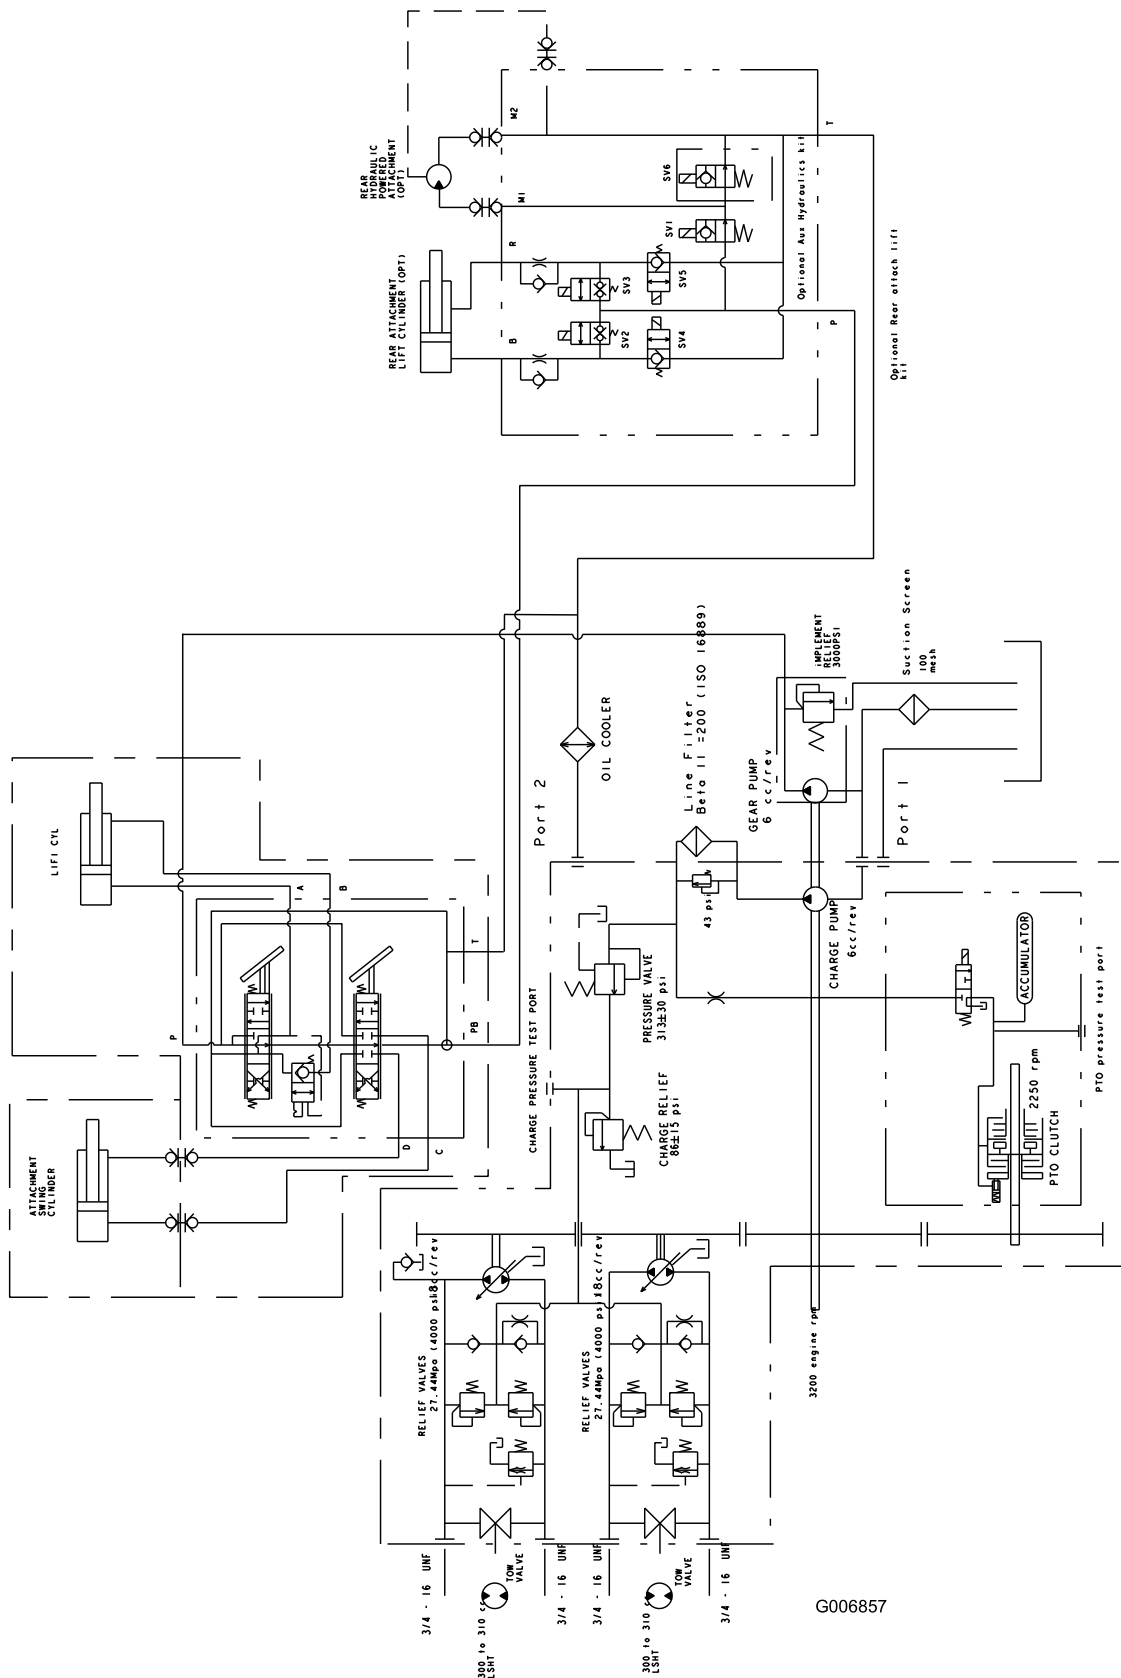 REAR
HYDRAULIC
POWERED
ATTACHMENT
(OPT)
M2
T
SV6
M1
SV1
R
Optional Aux Hydraulics kit
REAR ATTACHMENT
LIFT CYLINDER (OPT)
SV3
SV5
B
SV2
SV4
P
Optional Rear attach lift
kit
iMPLEMENT
RELIEF
3000PSI
Suction Screen
100
mesh
Line Filter
Beta 11 =200 (ISO 16889)
OIL COOLER
Port 2
GEAR PUMP
6 cc/rev
Port 1
LIFT CYL
A
B
T
43 psi
CHARGE PUMP
6cc/rev
ACCUMULATOR
P
PB
PRESSURE VALVE
313±30 psi
CHARGE PRESSURE TEST PORT
PTO pressure test port
D
C
CHARGE RELIEF
86±15 psi
2250 rpm
PTO CLUTCH
ATTACHMENT
SWING
CYLINDER
18cc/rev
18cc/rev
RELIEF VALVES
27.44Mpa (4000 psi)
RELIEF VALVES
27.44Mpa (4000 psi)
3200 engine rpm
3/4 - 16 UNF
TOW
VALVE
3/4 - 16 UNF
3/4 - 16 UNF
TOW
VALVE
3/4 - 16 UNF
300 to 310 cc
LSHT
300 to 310 c
LSHT
G006857